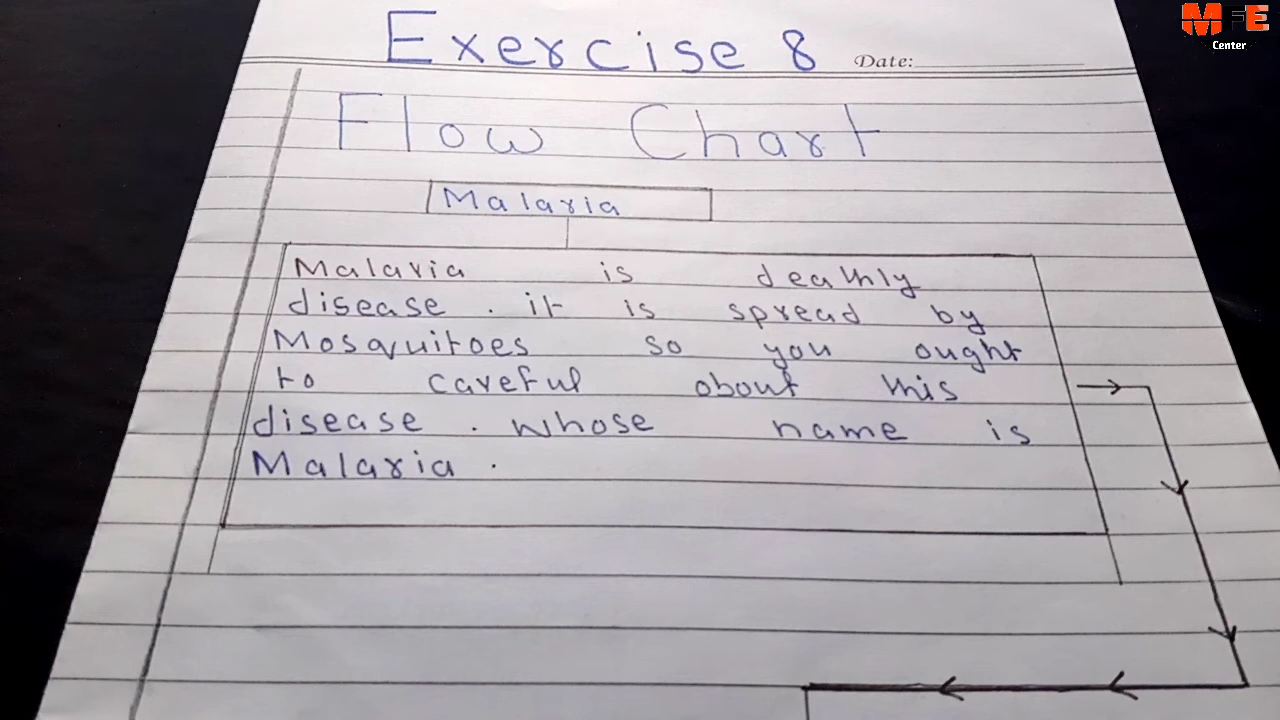 MFE
Center
Exercise 8
Date:
Flow Chart
Malaria
Malaria is deathly
disease . it is spread by
Mosquitoes so you ought
to careful about this
disease . whose name is
Malaria .